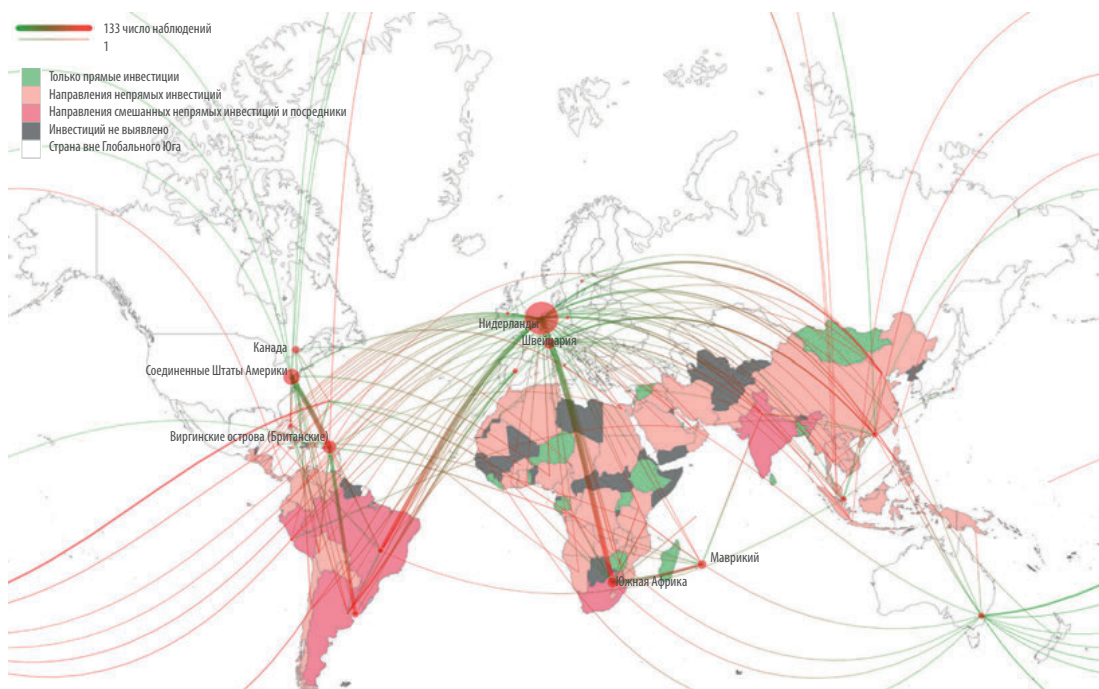 133 число наблюдений
1
Только прямые инвестиции
Направления непрямых инвестиций
Направления смешанных непрямых инвестиций и посредники
Инвестиций не выявлено
Страна вне Глобального Юга
Нидерланды
Швейцария
Канада
Соединенные Штаты Америки
Виргинские острова (Британские)
Маврикий
Южная Африка